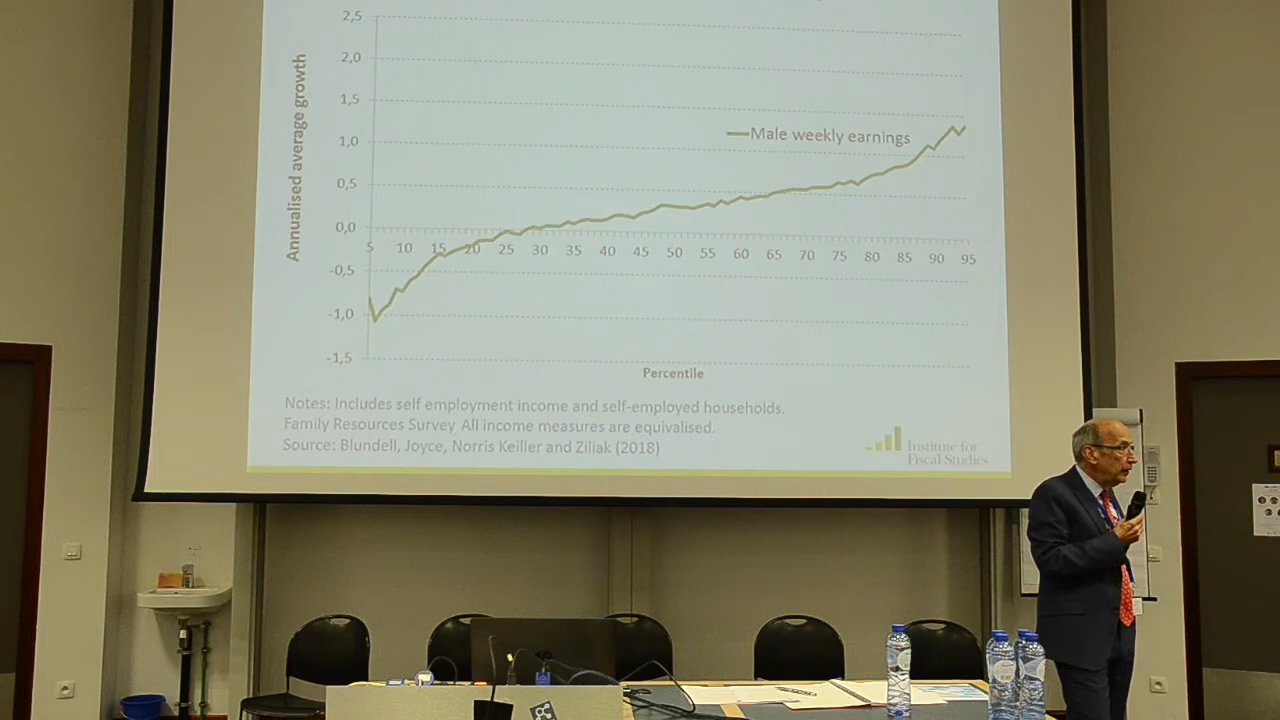 2,5
2,0
1,5
1,0
0,5
0,0
-0,5
-1,0
-1,5
Annualised average growth
Male weekly earnings
5 10 15 20 25 30 35 40 45 50 55 60 65 70 75 80 85 90 95
Percentile
Notes: Includes self employment income and self-employed households.
Family Resources Survey. All income measures are equivalised.
Source: Blundell, Joyce, Norris Keiller and Ziliak (2018)
Institute for
Fiscal Studies